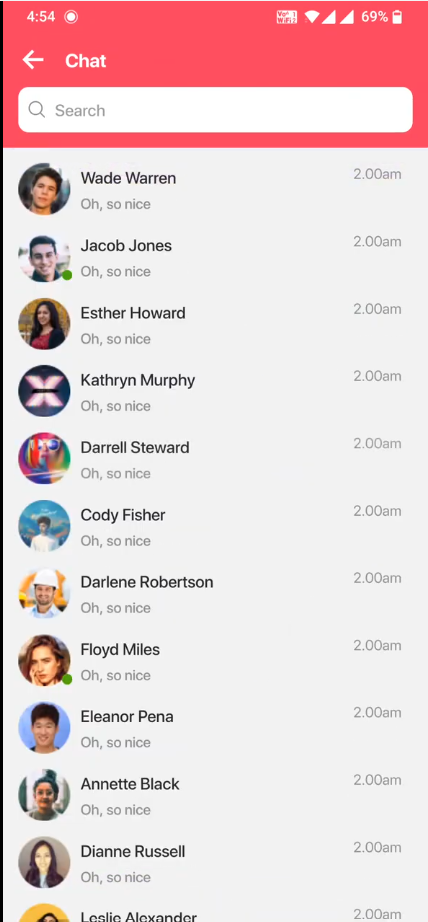 4:54
Vo 1
WiFi 2
69%
Chat
Search
Wade Warren
2.00am
Oh, so nice
Jacob Jones
2.00am
Oh, so nice
Esther Howard
2.00am
Oh, so nice
Kathryn Murphy
2.00am
Oh, so nice
Darrell Steward
2.00am
Oh, so nice
Cody Fisher
2.00am
Oh, so nice
Darlene Robertson
2.00am
Oh, so nice
Floyd Miles
2.00am
Oh, so nice
Eleanor Pena
2.00am
Oh, so nice
Annette Black
2.00am
Oh, so nice
Dianne Russell
2.00am
Oh, so nice
Leslie Alexander
2.00am